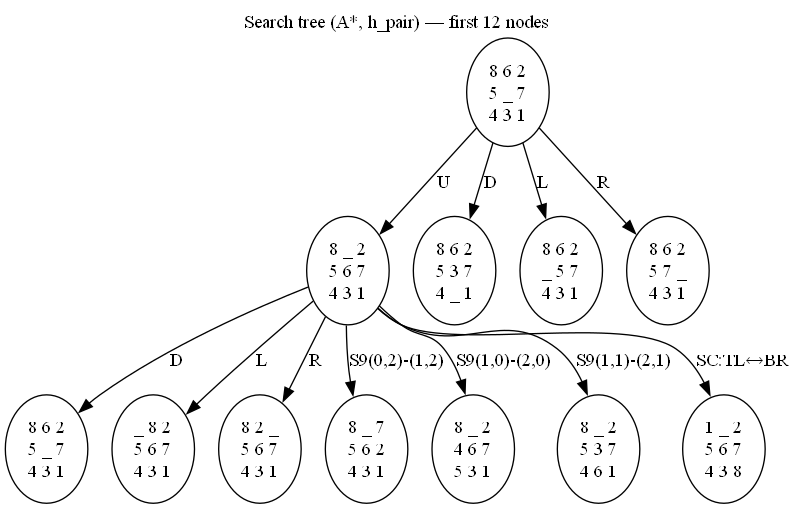 Search tree (A*, h_pair) — first 12 nodes
8 6 2
5 _ 7
4 3 1
U
D
L
R
8 _ 2
5 6 7
4 3 1
8 6 2
5 3 7
4 _ 1
8 6 2
_ 5 7
4 3 1
8 6 2
5 7 _
4 3 1
D
L
R
S9(0,2)-(1,2)
S9(1,0)-(2,0)
S9(1,1)-(2,1)
SC:TL↔BR
8 6 2
5 _ 7
4 3 1
_ 8 2
5 6 7
4 3 1
8 2 _
5 6 7
4 3 1
8 _ 7
5 6 2
4 3 1
8 _ 2
4 6 7
5 3 1
8 _ 2
5 3 7
4 6 1
1 _ 2
5 6 7
4 3 8